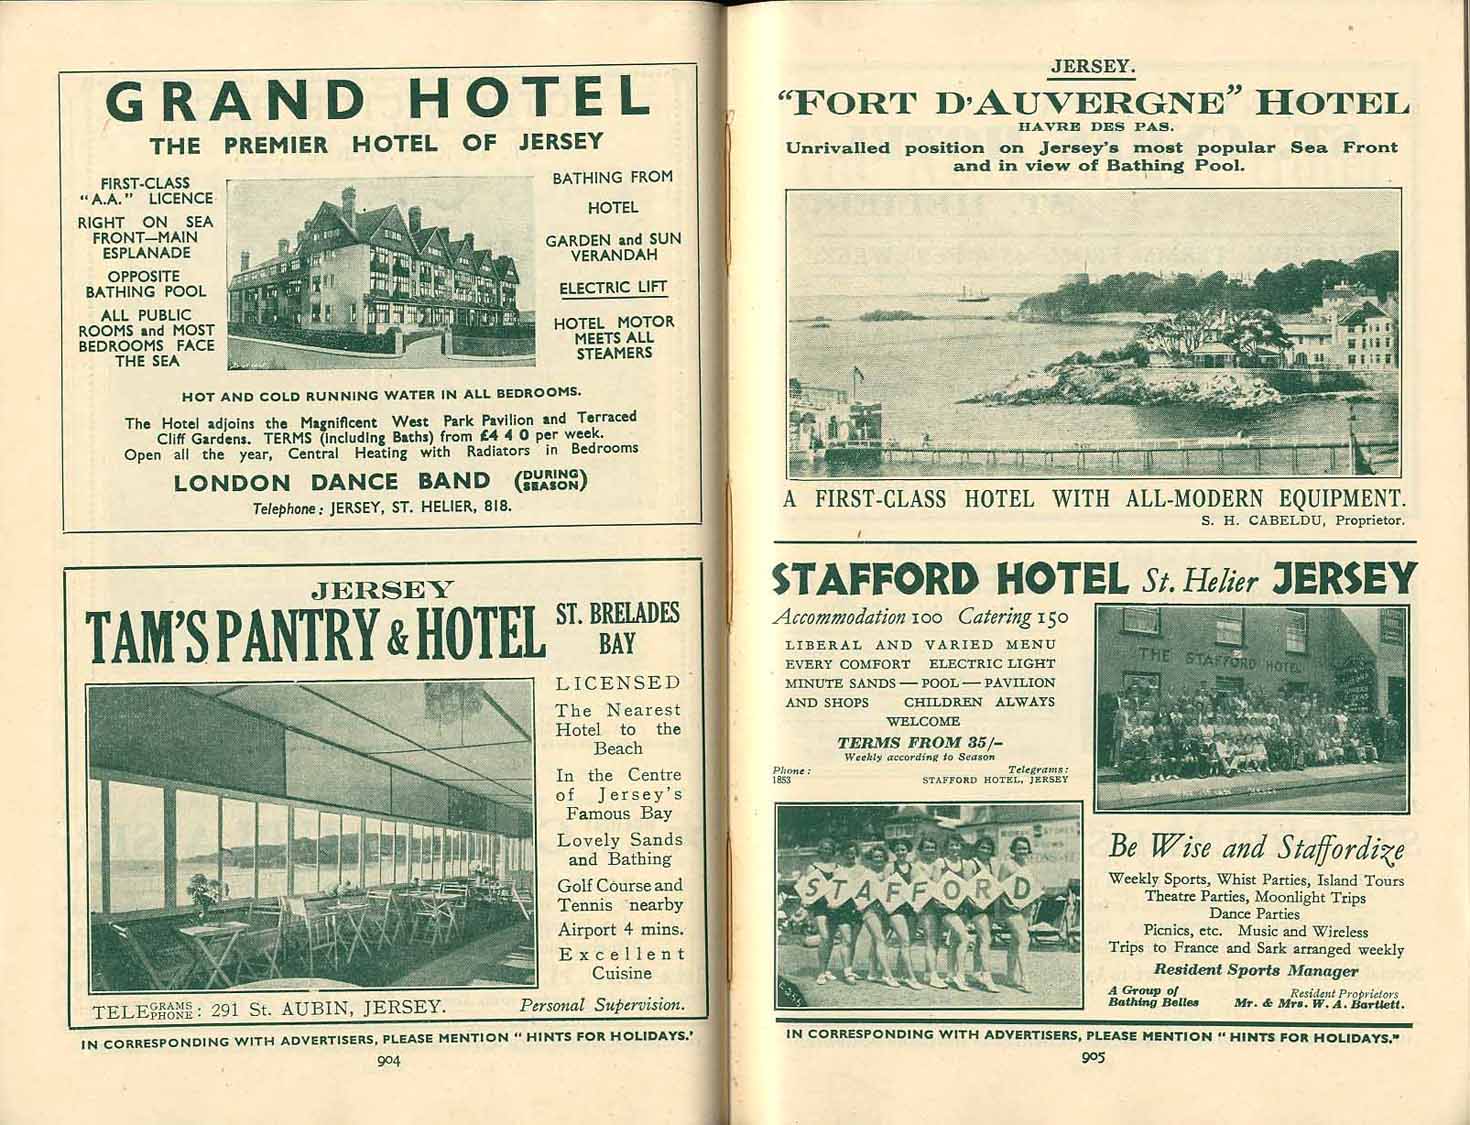 GRAND HOTEL
THE PREMIER HOTEL OF JERSEY
FIRST-CLASS
"A.A." LICENCE
RIGHT ON SEA
FRONT—MAIN
ESPLANADE
OPPOSITE
BATHING POOL
ALL PUBLIC
ROOMS and MOST
BEDROOMS FACE
THE SEA
BATHING FROM
HOTEL
GARDEN and SUN
VERANDAH
ELECTRIC LIFT
HOTEL MOTOR
MEETS ALL
STEAMERS
HOT AND COLD RUNNING WATER IN ALL BEDROOMS.
The Hotel adjoins the Magnificent West Park Pavilion and Terraced
Cliff Gardens. TERMS (including Baths) from £4 4 0 per week.
Open all the year, Central Heating with Radiators in Bedrooms
LONDON DANCE BAND (DURING SEASON)
Telephone: JERSEY, ST. HELIER, 818.
JERSEY
TAM'S PANTRY & HOTEL
ST. BRELADES
BAY
LICENSED
The Nearest
Hotel to the
Beach
In the Centre
of Jersey's
Famous Bay
Lovely Sands
and Bathing
Golf Course and
Tennis nearby
Airport 4 mins.
Excellent
Cuisine
TELEGRAMS PHONE: 291 St. AUBIN, JERSEY. Personal Supervision.
IN CORRESPONDING WITH ADVERTISERS, PLEASE MENTION "HINTS FOR HOLIDAYS.'
904
JERSEY.
"FORT D'AUVERGNE" HOTEL
HAVRE DES PAS.
Unrivalled position on Jersey's most popular Sea Front
and in view of Bathing Pool.
A FIRST-CLASS HOTEL WITH ALL-MODERN EQUIPMENT.
S. H. CABELDU, Proprietor.
STAFFORD HOTEL St. Helier JERSEY
Accommodation 100 Catering 150
LIBERAL AND VARIED MENU
EVERY COMFORT ELECTRIC LIGHT
MINUTE SANDS — POOL — PAVILION
AND SHOPS CHILDREN ALWAYS
WELCOME
TERMS FROM 35/-
Weekly according to Season
Phone: Telegrams:
1853 STAFFORD HOTEL, JERSEY
THE STAFFORD HOTEL
STAFFORD
Be Wise and Staffordize
Weekly Sports, Whist Parties, Island Tours
Theatre Parties, Moonlight Trips
Dance Parties
Picnics, etc. Music and Wireless
Trips to France and Sark arranged weekly
Resident Sports Manager
A Group of
Bathing Belles
Resident Proprietors
Mr. & Mrs. W. A. Bartlett.
IN CORRESPONDING WITH ADVERTISERS, PLEASE MENTION "HINTS FOR HOLIDAYS."
905